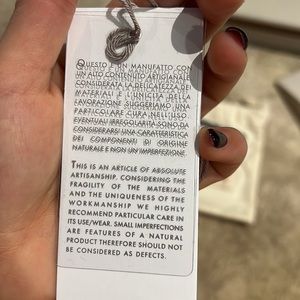 QUESTO È UN MANUFATTO CON
UN ALTO CONTENUTO ARTIGIANALE
CONSIDERATA LA DELICATEZZA DEI
MATERIALI E L'UNICITÀ DELLA
LAVORAZIONE SUGGERIAMO UNA
PARTICOLARE CURA NELL'USO.
EVENTUALI IRREGOLARITÀ SONO DA
CONSIDERARSI UNA CARATTERISTICA
DEI COMPONENTI DI ORIGINE
NATURALE E NON UN'IMPERFEZIONE.
THIS IS AN ARTICLE OF ABSOLUTE
ARTISANSHIP. CONSIDERING THE
FRAGILITY OF THE MATERIALS
AND THE UNIQUENESS OF THE
WORKMANSHIP WE HIGHLY
RECOMMEND PARTICULAR CARE IN
ITS USE/WEAR. SMALL IMPERFECTIONS
ARE FEATURES OF A NATURAL
PRODUCT THEREFORE SHOULD NOT
BE CONSIDERED AS DEFECTS.